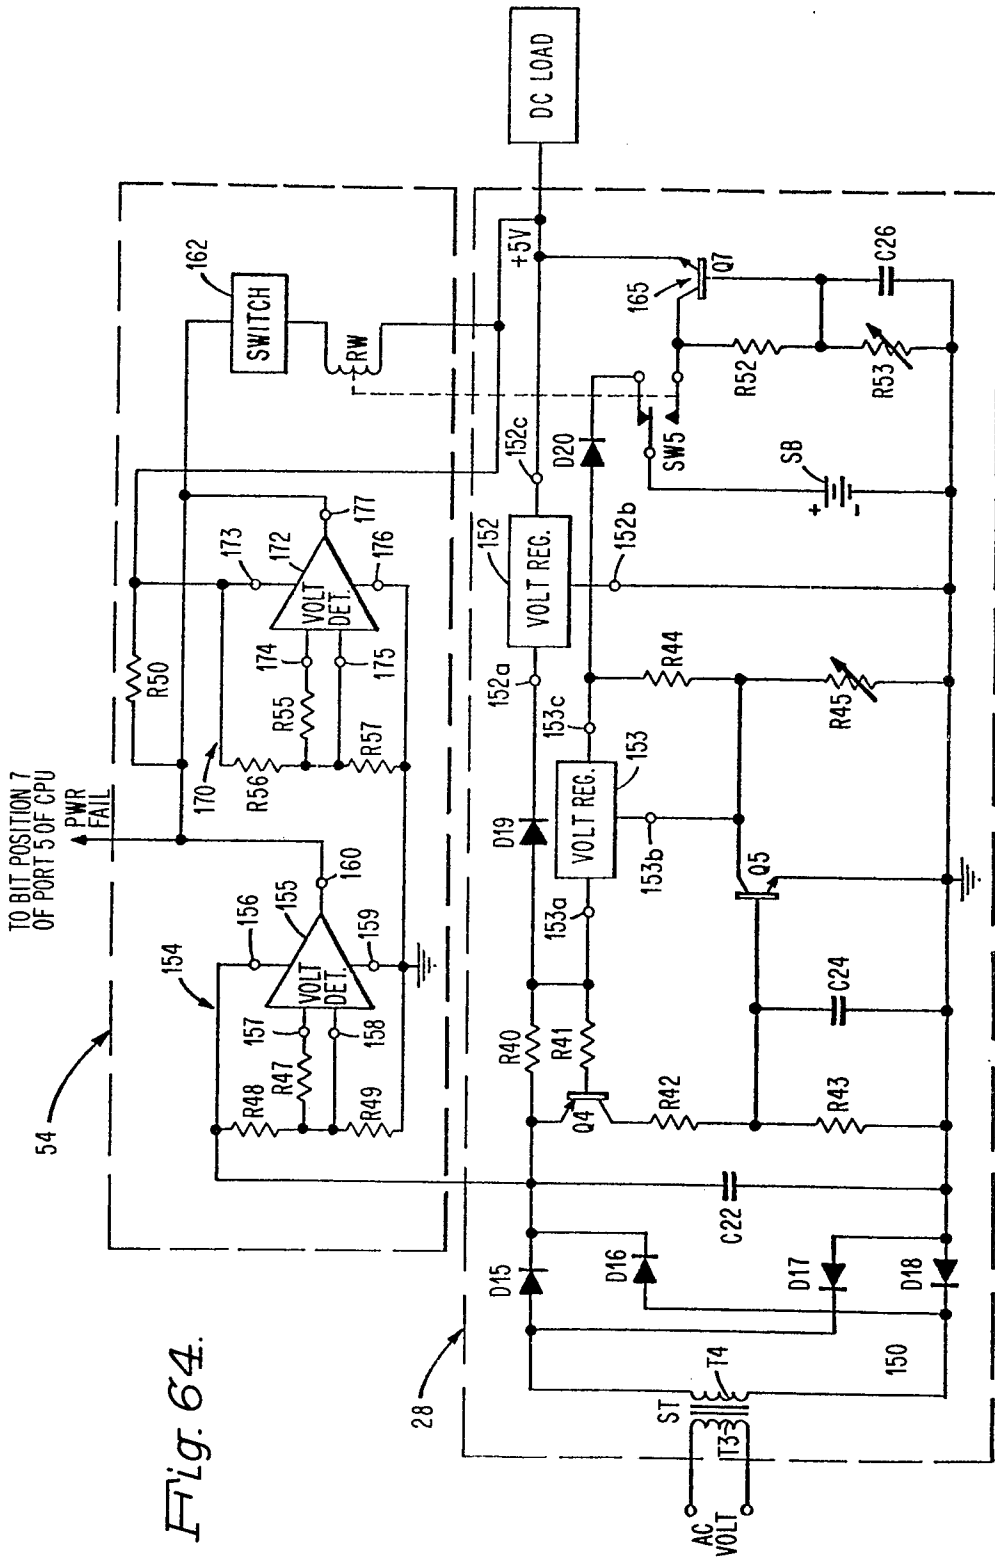 Fig. 64.
54
TO BIT POSITION 7
OF PORT 5 OF CPU
PWR
FAIL
154
156
155
160
R48
R47
157
VOLT
DET.
158
159
R49
R50
170
R56
R55
174
173
172
VOLT
DET.
175
176
177
R57
162
SWITCH
RW
28
AC
VOLT
ST
T3
T4
150
D15
D16
D17
D18
C22
R40
R41
Q4
R42
R43
C24
Q5
D19
153a
VOLT REG.
153
153b
153c
R44
R45
152a
VOLT REG.
152
152b
152c
D20
SW5
SB
+
-
+5V
165
Q7
R52
R53
C26
DC LOAD